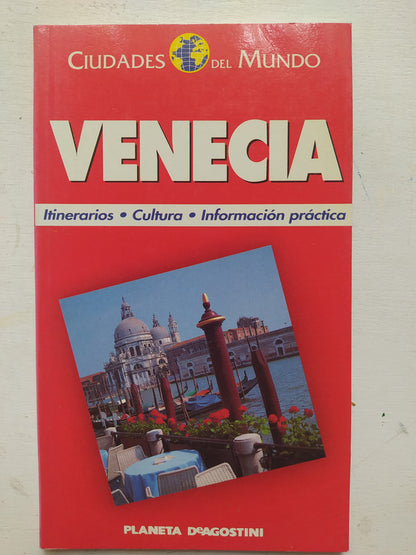 CIUDADES DEL MUNDO
VENECIA
Itinerarios • Cultura • Información práctica
PLANETA DEAGOSTINI